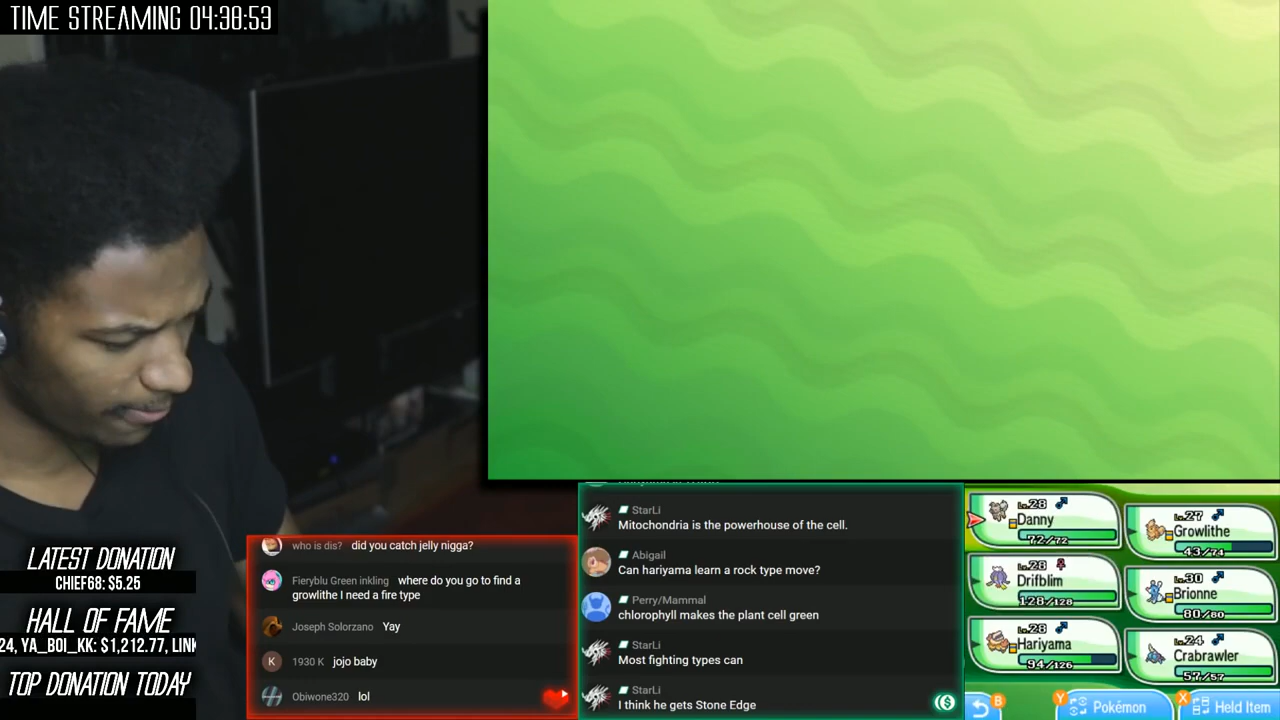 TIME STREAMING 04:38:53
LATEST DONATION
CHIEF68: $5.25
HALL OF FAME
24, YA_BOI_KK: $1,212.77, LINK
TOP DONATION TODAY
who is dis? did you catch jelly nigga?
Fieryblu Green inkling where do you go to find a
growlithe I need a fire type
Joseph Solorzano Yay
K 1930 K jojo baby
Obiwone320 lol
StarLi
Mitochondria is the powerhouse of the cell.
Abigail
Can hariyama learn a rock type move?
Perry/Mammal
chlorophyll makes the plant cell green
StarLi
Most fighting types can
StarLi
I think he gets Stone Edge
Lv.28
Danny
72/72
Lv.27
Growlithe
43/74
Lv.28
Drifblim
128/128
Lv.30
Brionne
80/80
Lv.28
Hariyama
94/126
Lv.24
Crabrawler
57/57
B
Y Pokémon
X Held Item